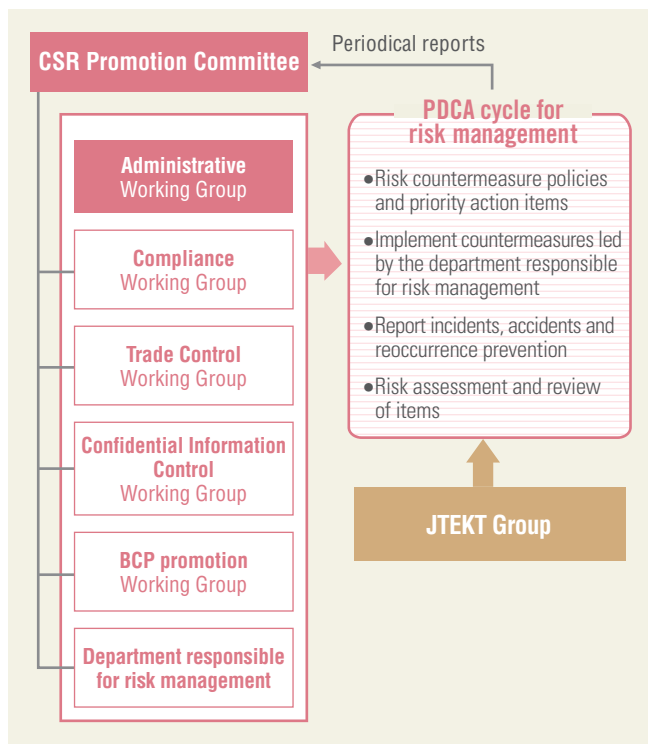 CSR Promotion Committee
Periodical reports
Administrative
Working Group
Compliance
Working Group
Trade Control
Working Group
Confidential Information
Control
Working Group
BCP promotion
Working Group
Department responsible
for risk management
PDCA cycle for
risk management
●Risk countermeasure policies
and priority action items
●Implement countermeasures led
by the department responsible
for risk management
●Report incidents, accidents and
reoccurrence prevention
●Risk assessment and review
of items
JTEKT Group